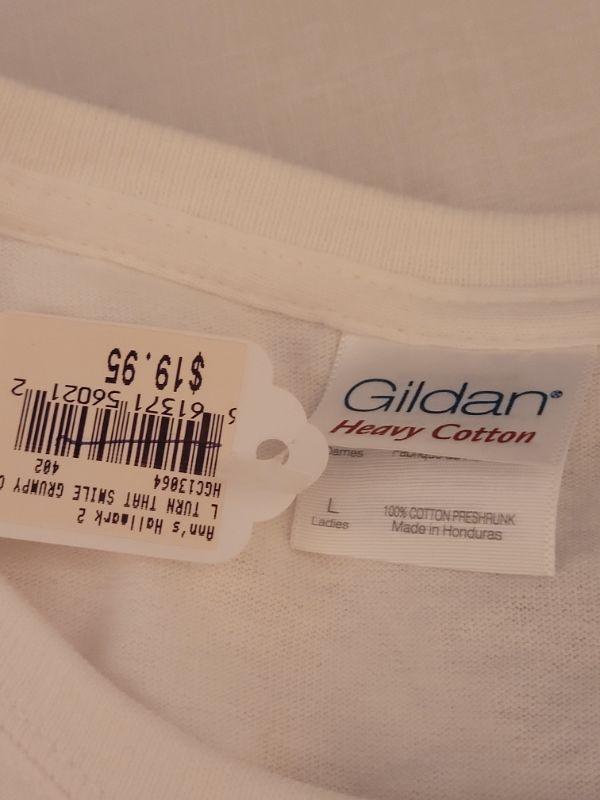 Gildan®
Heavy Cotton
L
Ladies
100% COTTON PRESHRUNK
Made in Honduras
Ann's Hallmark 2
L TURN THAT SMILE GRUMPY
HGC13064
402
61371 56021 2
$19.95